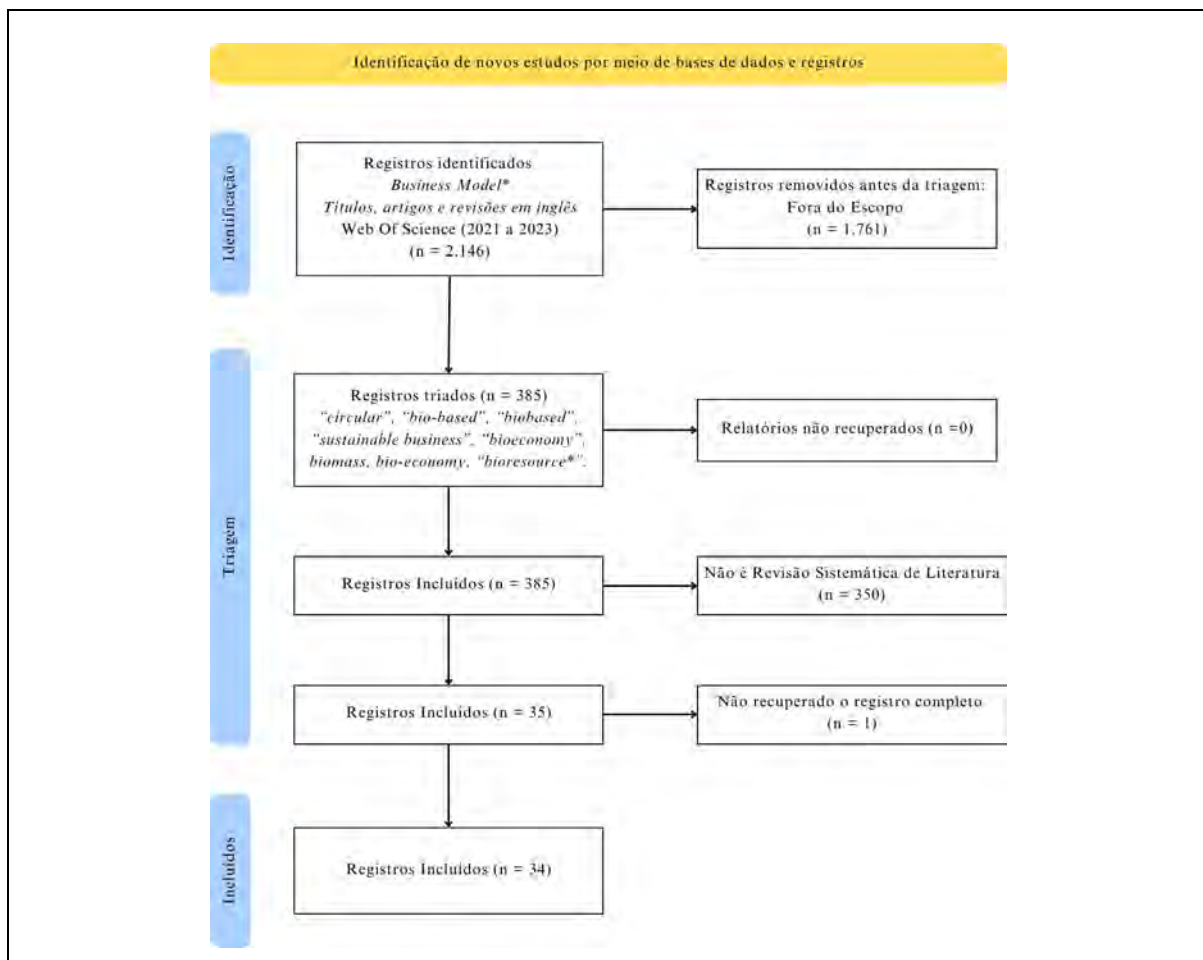 Identificação de novos estudos por meio de bases de dados e registros
Identificação
Registros identificados
Business Model*
Títulos, artigos e revisões em inglês
Web Of Science (2021 a 2023)
(n = 2.146)
Registros removidos antes da triagem:
Fora do Escopo
(n = 1.761)
Triagem
Registros triados (n = 385)
“circular”, “bio-based”, “biobased”,
“sustainable business”, “bioeconomy”,
biomass, bio-economy, “bioresource*”.
Relatórios não recuperados (n =0)
Registros Incluídos (n = 385)
Não é Revisão Sistemática de Literatura
(n = 350)
Registros Incluídos (n = 35)
Não recuperado o registro completo
(n = 1)
Incluídos
Registros Incluídos (n = 34)